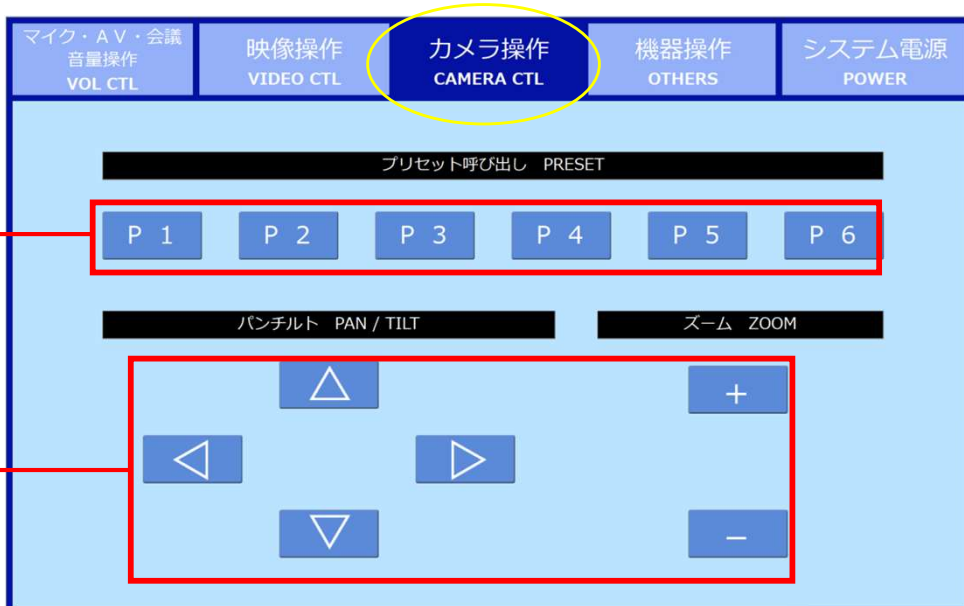 マイク・AV・会議
音量操作
VOL CTL
映像操作
VIDEO CTL
カメラ操作
CAMERA CTL
機器操作
OTHERS
システム電源
POWER
プリセット呼び出し PRESET
P 1 P 2 P 3 P 4 P 5 P 6
パンチルト PAN / TILT ズーム ZOOM
+
−